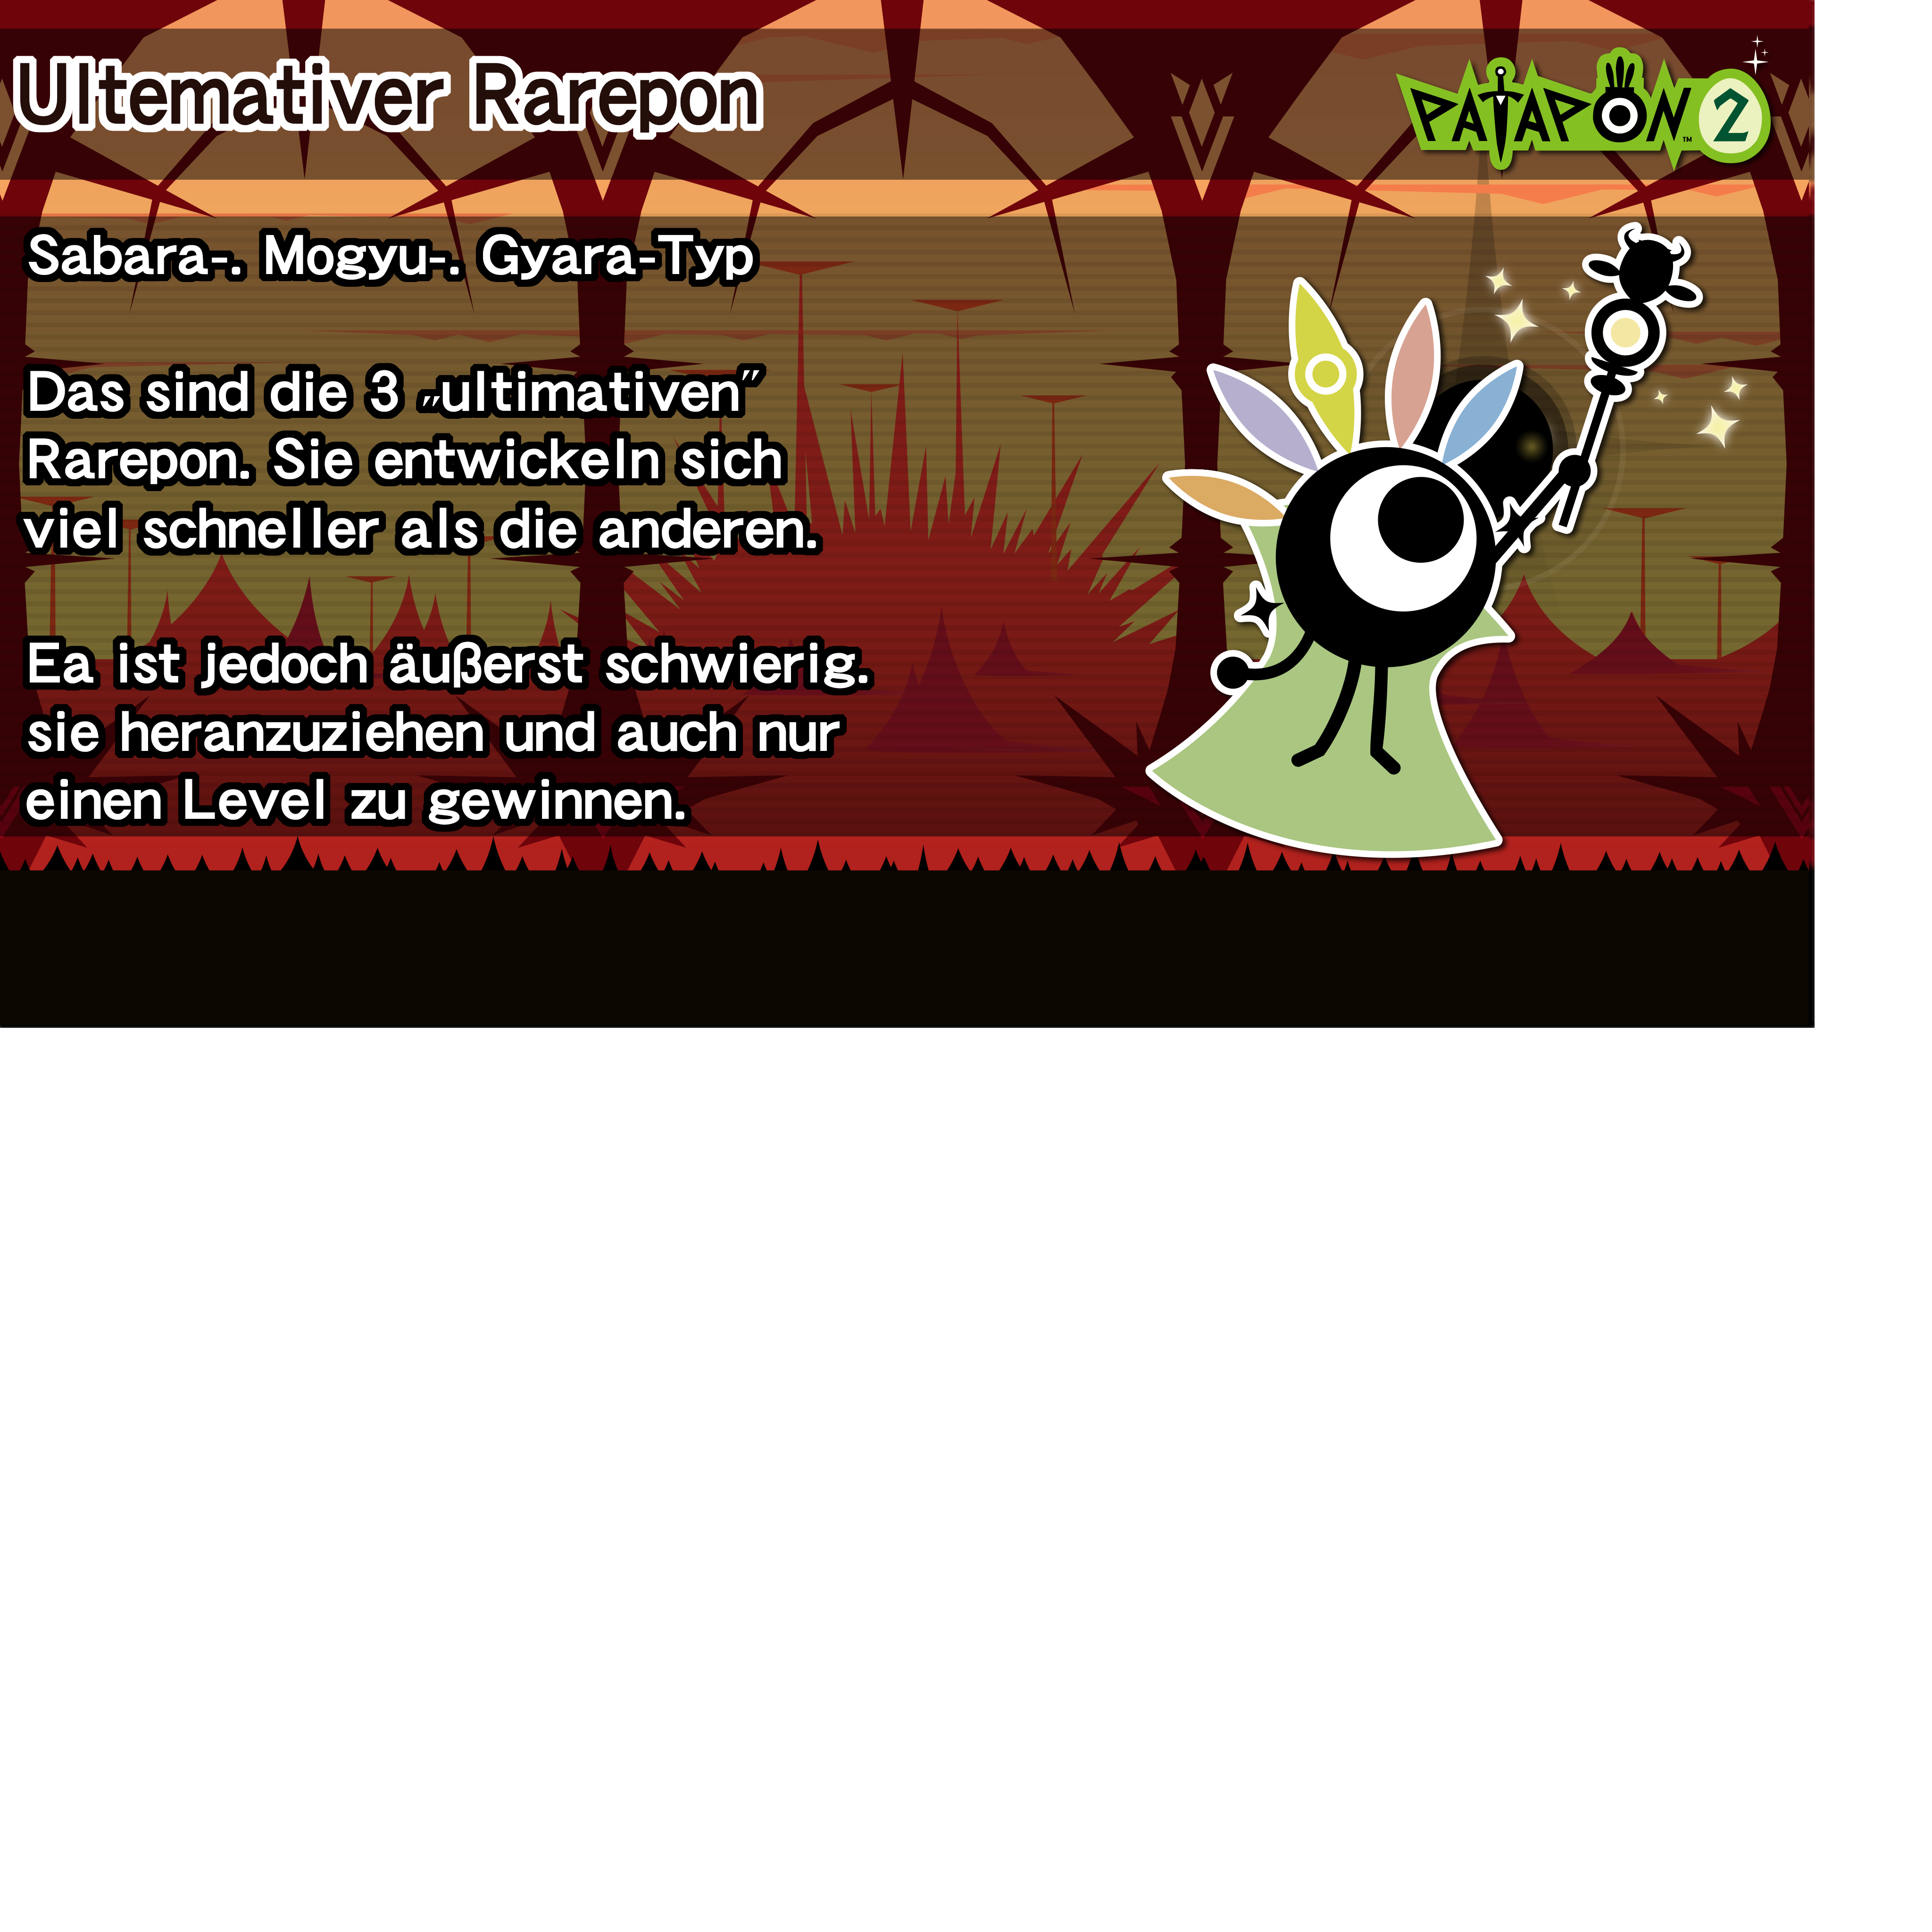 Ultemativer Rarepon
PATAPON™ 2
Sabara-. Mogyu-. Gyara-Typ
Das sind die 3 „ultimativen”
Rarepon. Sie entwickeln sich
viel schneller als die anderen.
Ea ist jedoch äußerst schwierig.
sie heranzuziehen und auch nur
einen Level zu gewinnen.